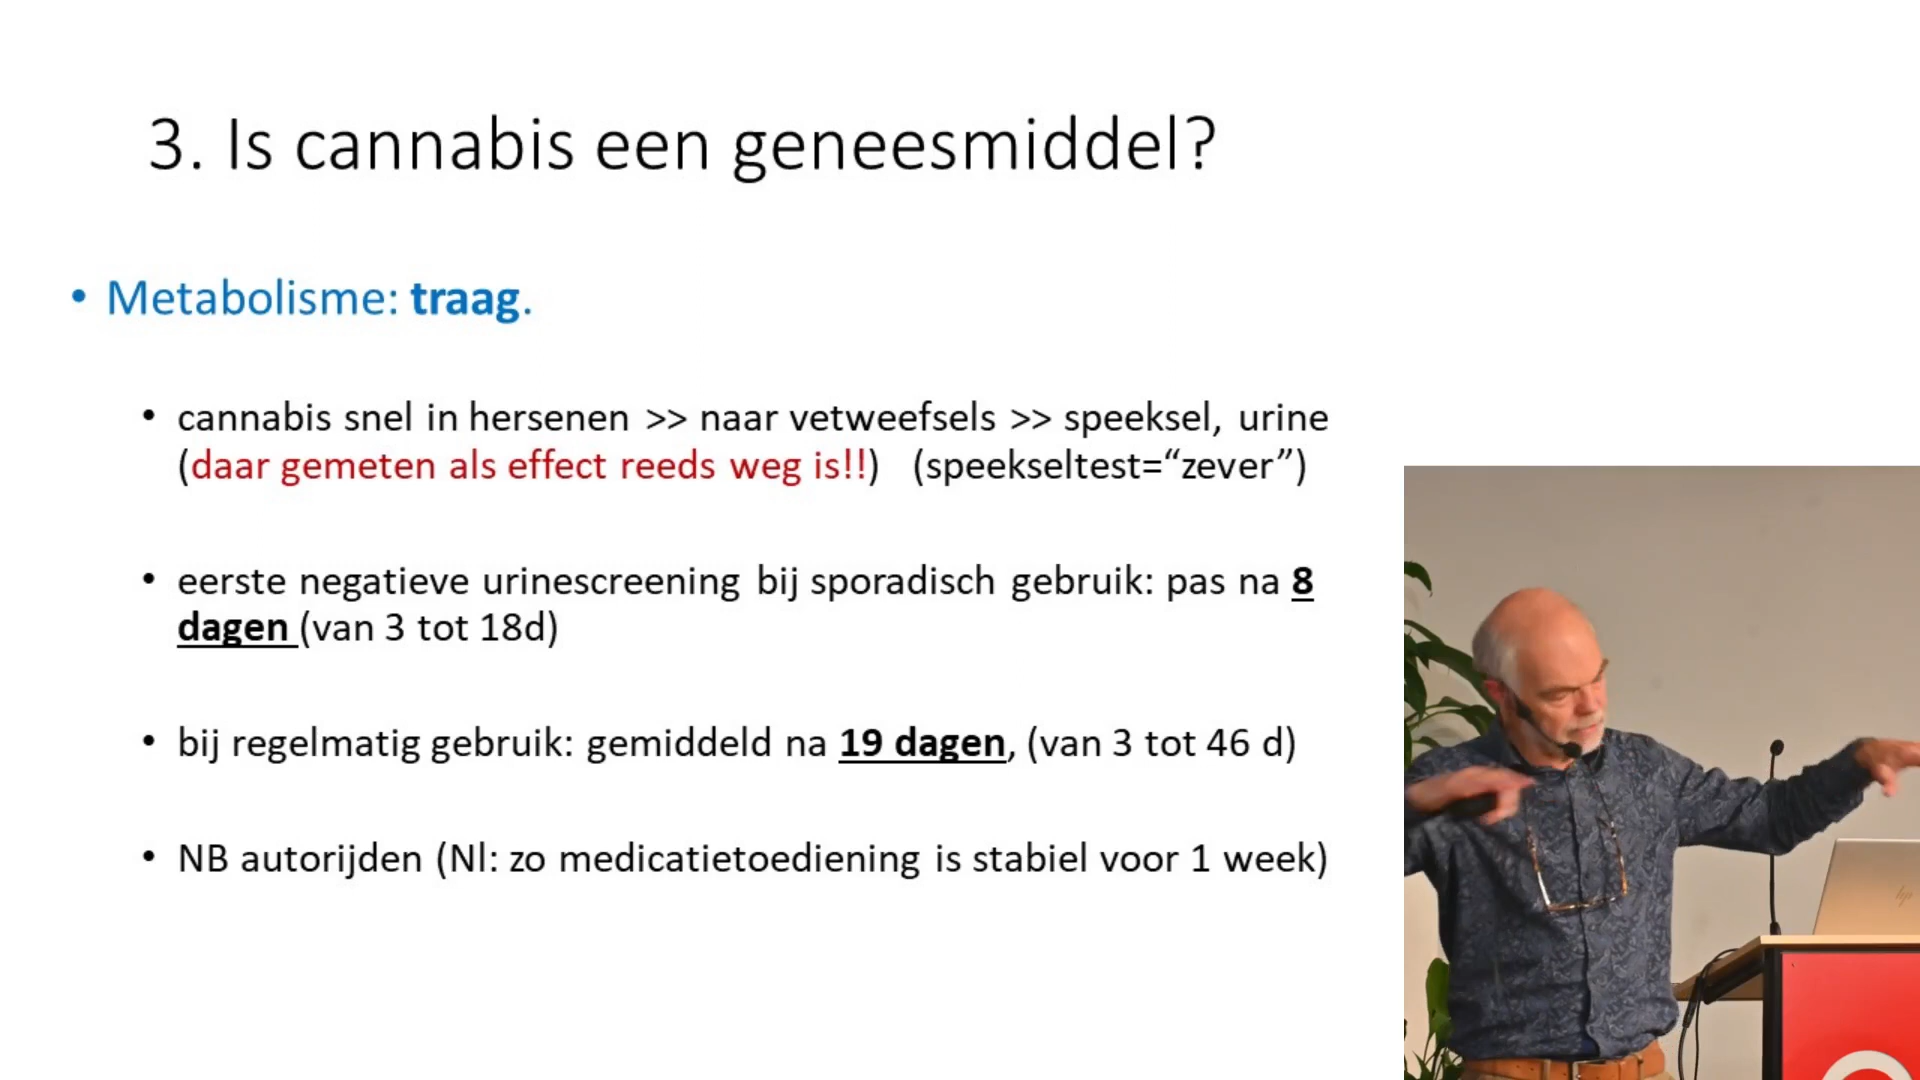 3. Is cannabis een geneesmiddel?
• Metabolisme: traag.
• cannabis snel in hersenen >> naar vetweefsels >> speeksel, urine
(daar gemeten als effect reeds weg is!!) (speekseltest=“zever”)
• eerste negatieve urinescreening bij sporadisch gebruik: pas na 8
dagen (van 3 tot 18d)
• bij regelmatig gebruik: gemiddeld na 19 dagen, (van 3 tot 46 d)
• NB autorijden (Nl: zo medicatietoediening is stabiel voor 1 week)
hp